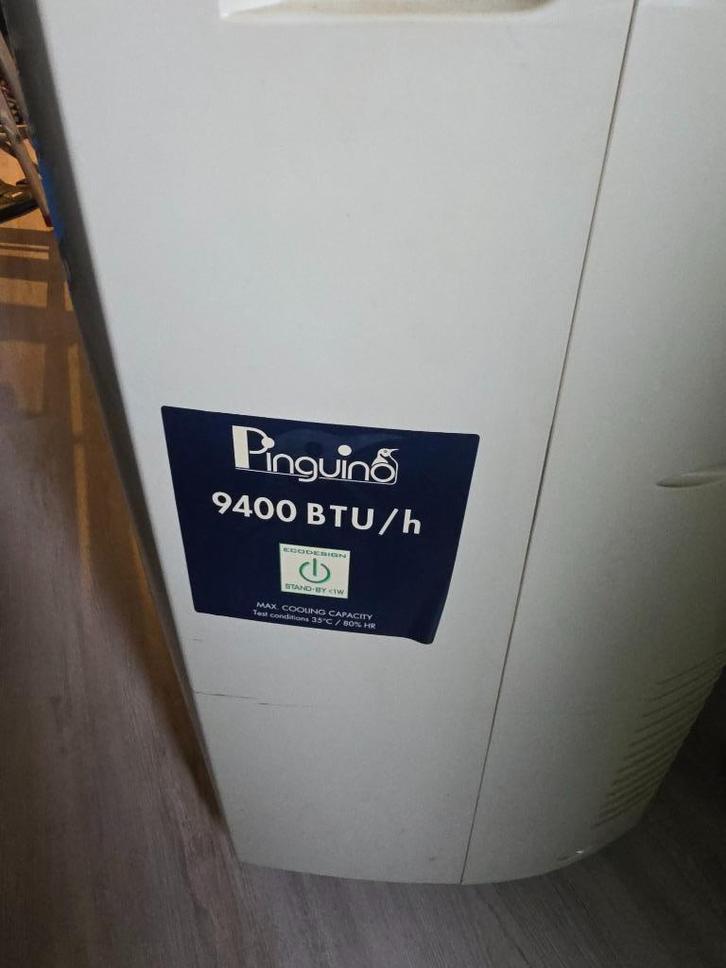 Pinguino
9400 BTU/h
ECODESIGN
STAND-BY <1W
MAX. COOLING CAPACITY
Test conditions 35°C / 80% HR